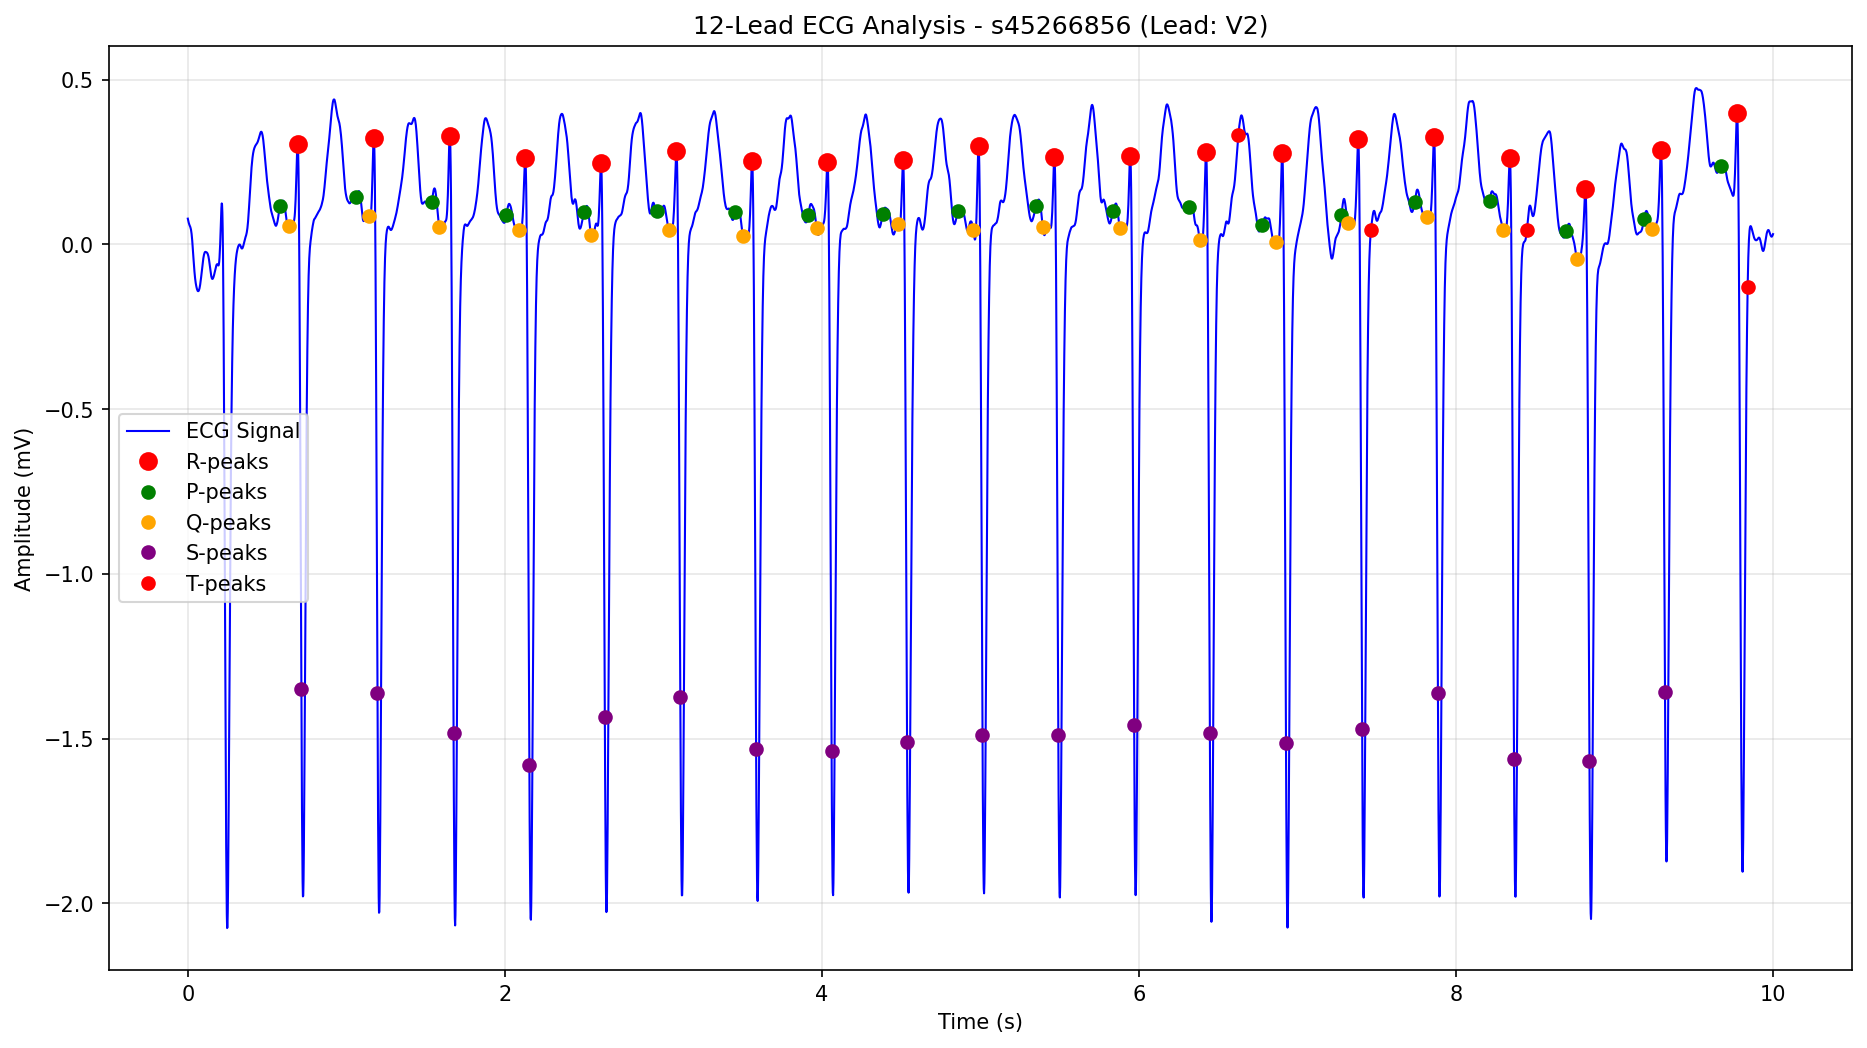 12-Lead ECG Analysis - s45266856 (Lead: V2)
0.5
0.0
−0.5
−1.0
−1.5
−2.0
Amplitude (mV)
ECG Signal
R-peaks
P-peaks
Q-peaks
S-peaks
T-peaks
0 2 4 6 8 10
Time (s)